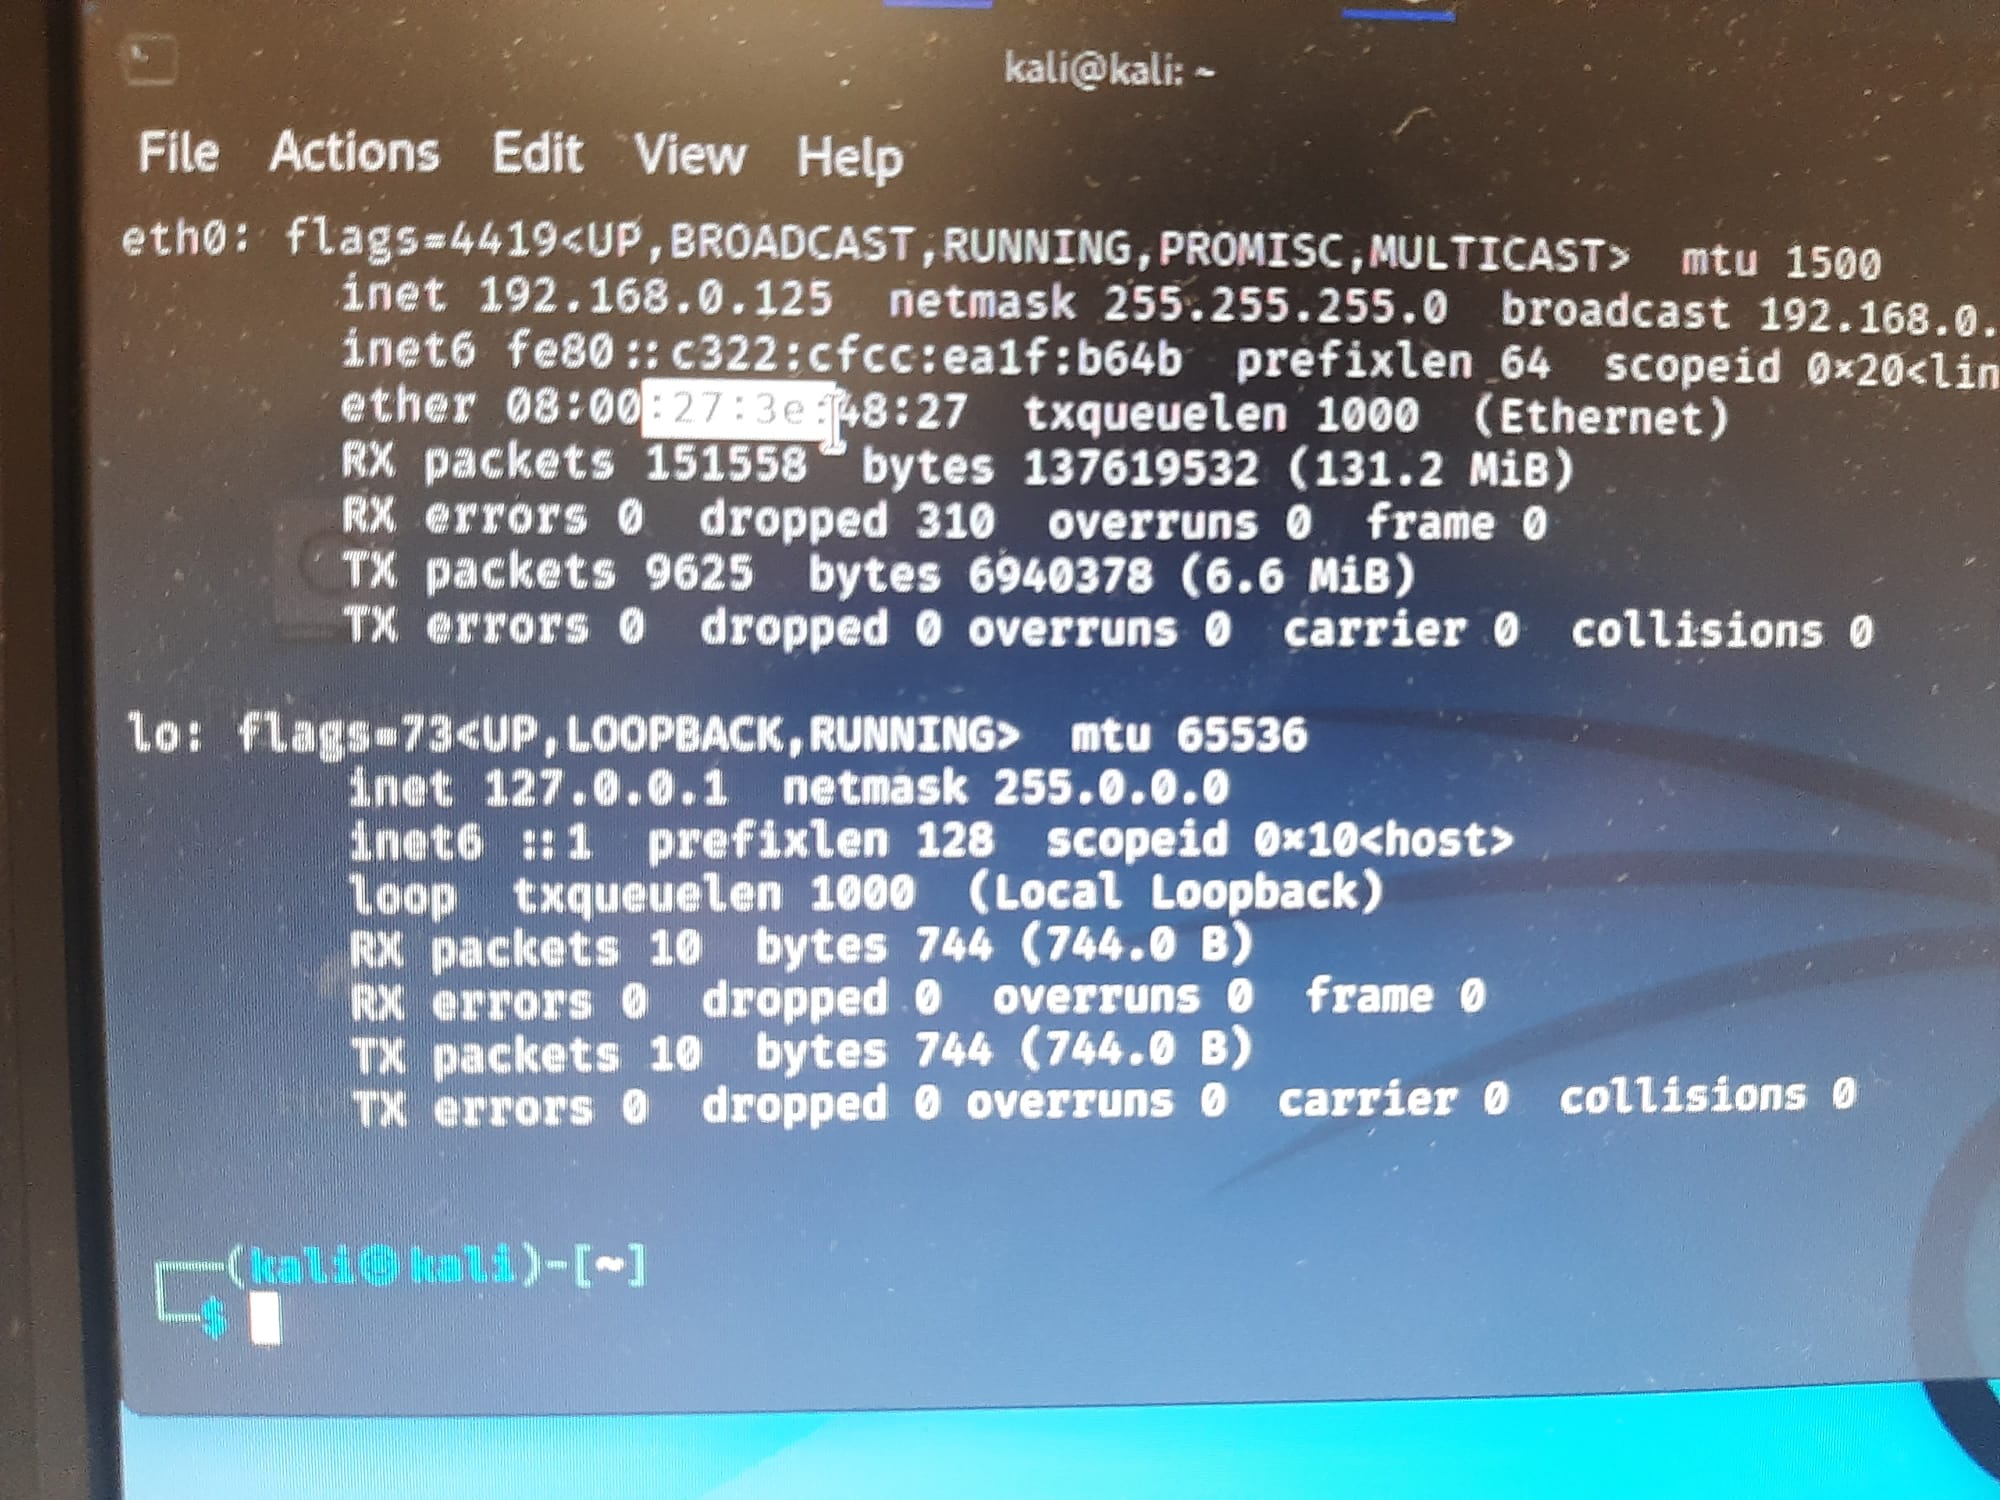 kali@kali: ~
File Actions Edit View Help
eth0: flags=4419<UP,BROADCAST,RUNNING,PROMISC,MULTICAST> mtu 1500
inet 192.168.0.125 netmask 255.255.255.0 broadcast 192.168.0.
inet6 fe80::c322:cfcc:ea1f:b64b prefixlen 64 scopeid 0×20<lin
ether 08:00:27:3e:48:27 txqueuelen 1000 (Ethernet)
RX packets 151558 bytes 137619532 (131.2 MiB)
RX errors 0 dropped 310 overruns 0 frame 0
TX packets 9625 bytes 6940378 (6.6 MiB)
TX errors 0 dropped 0 overruns 0 carrier 0 collisions 0
lo: flags=73<UP,LOOPBACK,RUNNING> mtu 65536
inet 127.0.0.1 netmask 255.0.0.0
inet6 ::1 prefixlen 128 scopeid 0×10<host>
loop txqueuelen 1000 (Local Loopback)
RX packets 10 bytes 744 (744.0 B)
RX errors 0 dropped 0 overruns 0 frame 0
TX packets 10 bytes 744 (744.0 B)
TX errors 0 dropped 0 overruns 0 carrier 0 collisions 0
┌──(kali㉿kali)-[~]
└─$